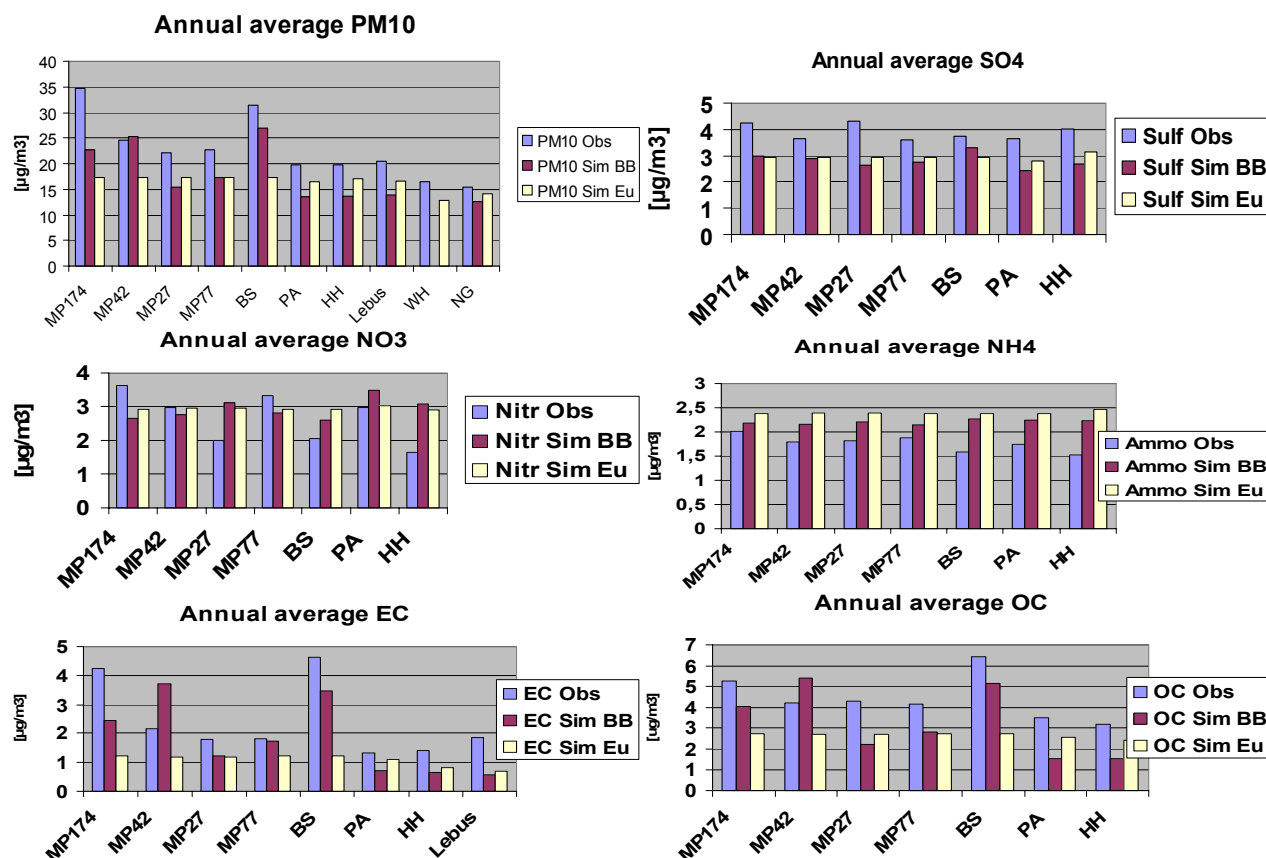 Annual average PM10
[µg/m3]
40
35
30
25
20
15
10
5
0
MP174 MP42 MP27 MP77 BS PA HH Lebus WH NG
PM10 Obs
PM10 Sim BB
PM10 Sim Eu
Annual average SO4
[µg/m3]
5
4
3
2
1
0
MP174 MP42 MP27 MP77 BS PA HH
Sulf Obs
Sulf Sim BB
Sulf Sim Eu
Annual average NO3
[µg/m3]
4
3
2
1
0
MP174 MP42 MP27 MP77 BS PA HH
Nitr Obs
Nitr Sim BB
Nitr Sim Eu
Annual average NH4
[µg/m3]
3
2,5
2
1,5
1
0,5
0
MP174 MP42 MP27 MP77 BS PA HH
Ammo Obs
Ammo Sim BB
Ammo Sim Eu
Annual average EC
[µg/m3]
5
4
3
2
1
0
MP174 MP42 MP27 MP77 BS PA HH Lebus
EC Obs
EC Sim BB
EC Sim Eu
Annual average OC
[µg/m3]
7
6
5
4
3
2
1
0
MP174 MP42 MP27 MP77 BS PA HH
OC Obs
OC Sim BB
OC Sim Eu